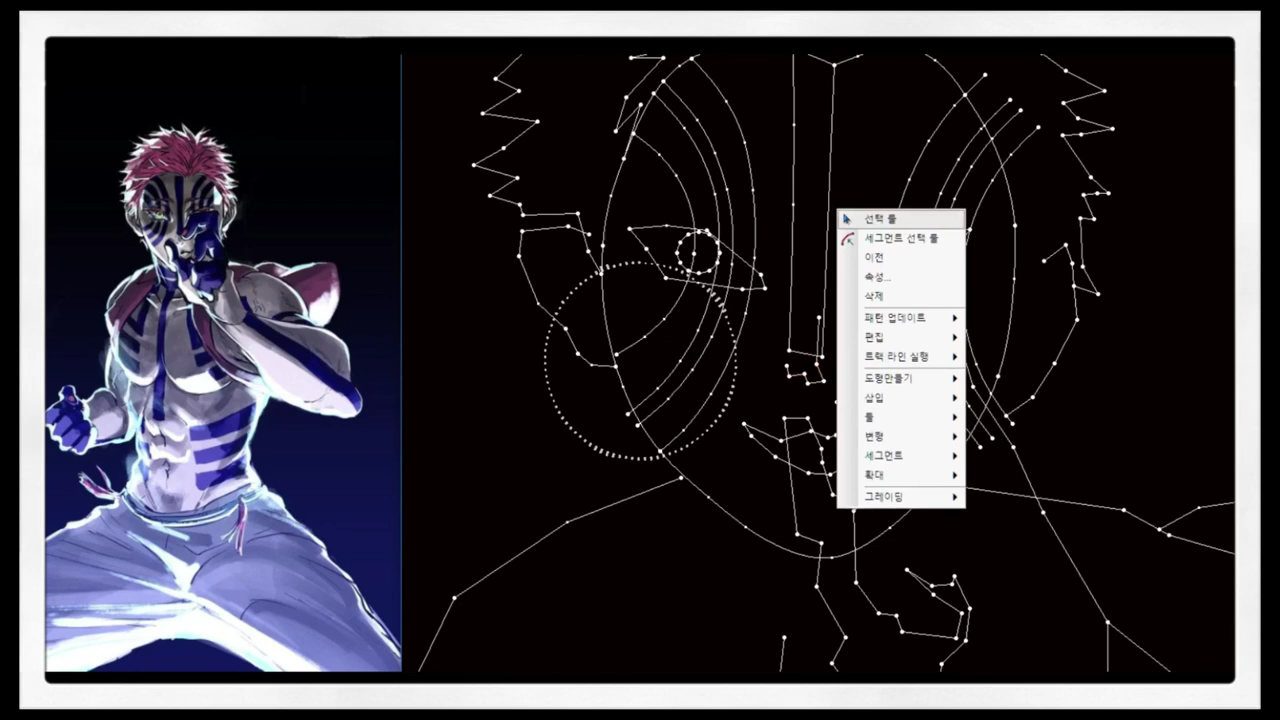 선택 툴
세그먼트 선택 툴
이전
속성...
삭제
패턴 업데이트
편집
트랙 라인 실행
도형만들기
삽입
툴
변형
세그먼트
확대
그레이딩